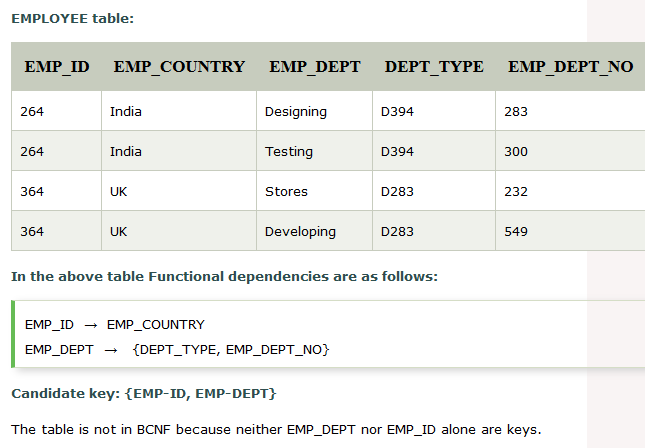 EMPLOYEE table:
EMP_ID EMP_COUNTRY EMP_DEPT DEPT_TYPE EMP_DEPT_NO
264 India Designing D394 283
264 India Testing D394 300
364 UK Stores D283 232
364 UK Developing D283 549
In the above table Functional dependencies are as follows:
EMP_ID → EMP_COUNTRY
EMP_DEPT → {DEPT_TYPE, EMP_DEPT_NO}
Candidate key: {EMP-ID, EMP-DEPT}
The table is not in BCNF because neither EMP_DEPT nor EMP_ID alone are keys.